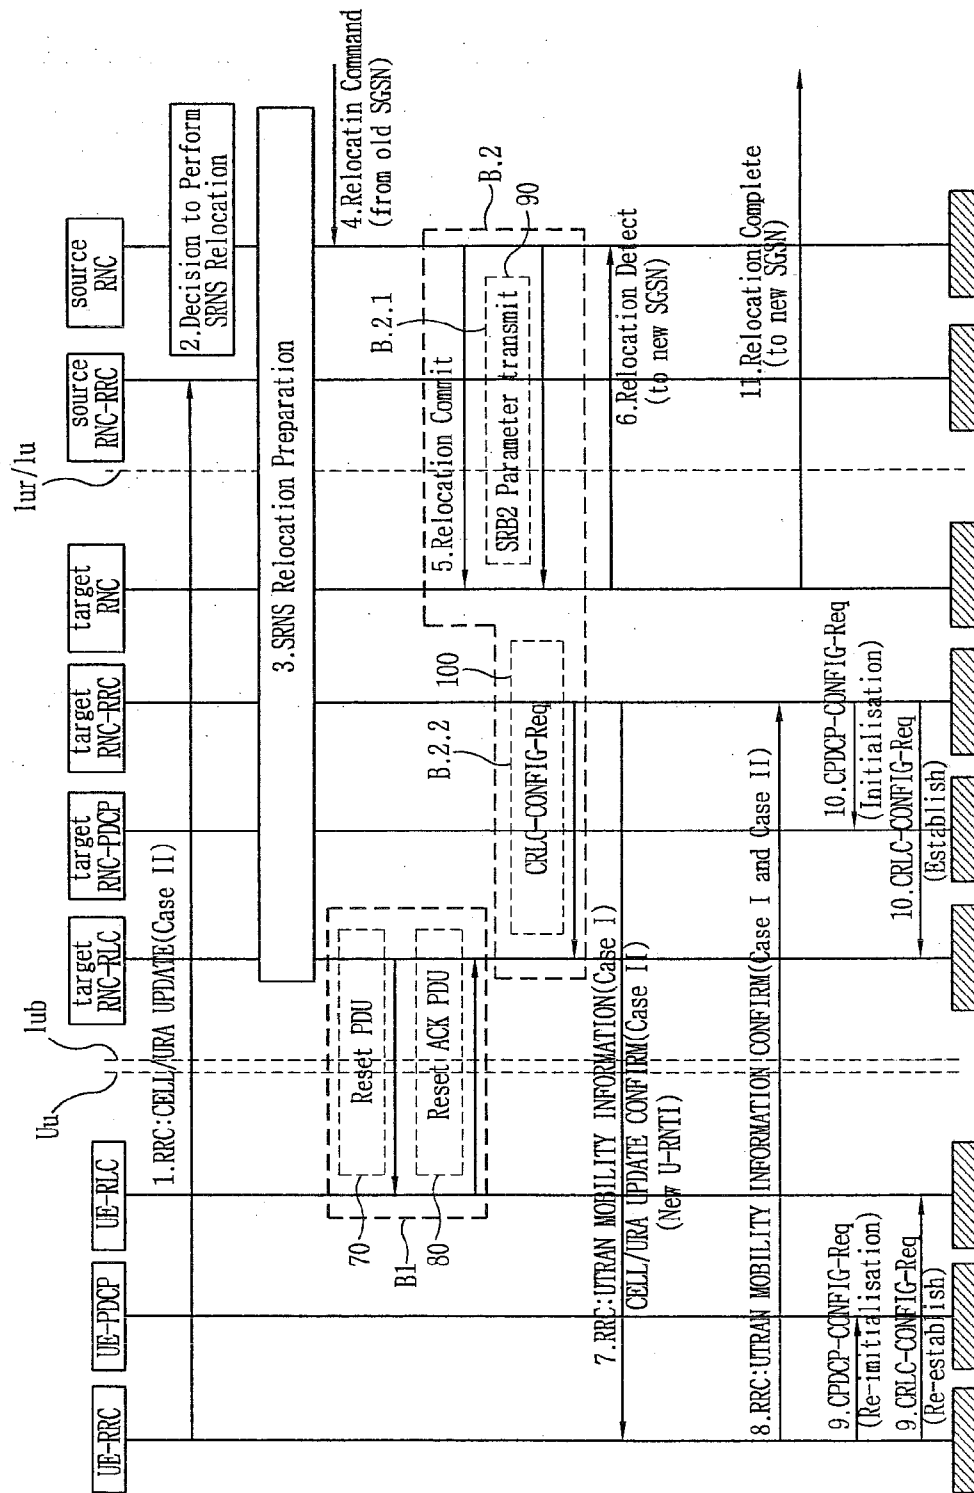 UE-RRC
UE-PDCP
UE-RLC
Uu
Iub
target
RNC-RLC
target
RNC-PDCP
target
RNC-RRC
target
RNC
lur/lu
source
RNC-RRC
source
RNC
1.RRC:CELL/URA UPDATE(Case II)
2.Decision to Perform
SRNS Relocation
3.SRNS Relocation Preparation
4.Relocatin Command
(from old SGSN)
70
Reset PDU
80
Reset ACK PDU
B1
5.Relocation Commit
B.2.1
SRB2 Parameter transmit
B.2
90
B.2.2
100
CRLC-CONFIG-Req
6.Relocation Detect
(to new SGSN)
7.RRC:UTRAN MOBILITY INFORMATION(Case I)
CELL/URA UPDATE CONFIRM(Case II)
(New U-RNTI)
8.RRC:UTRAN MOBILITY INFORMATION CONFIRM(Case I and Case II)
11.Relocation Complete
(to new SGSN)
9.CPDCP-CONFIG-Req
(Re-imitialisation)
9.CRLC-CONFIG-Req
(Re-establish)
10.CPDCP-CONFIG-Req
(Initialisation)
10.CRLC-CONFIG-Req
(Establish)